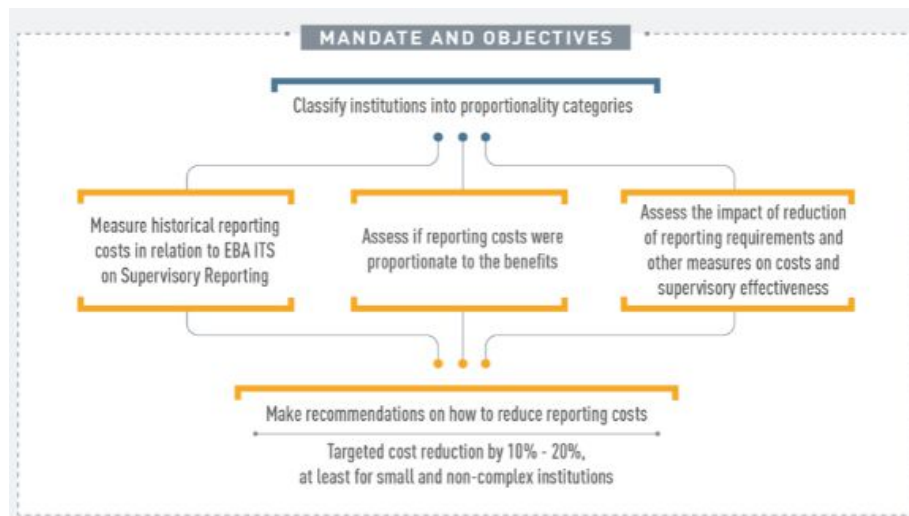 MANDATE AND OBJECTIVES
Classify institutions into proportionality categories
Measure historical reporting
costs in relation to EBA ITS
on Supervisory Reporting
Assess if reporting costs were
proportionate to the benefits
Assess the impact of reduction
of reporting requirements and
other measures on costs and
supervisory effectiveness
Make recommendations on how to reduce reporting costs
Targeted cost reduction by 10% - 20%,
at least for small and non-complex institutions